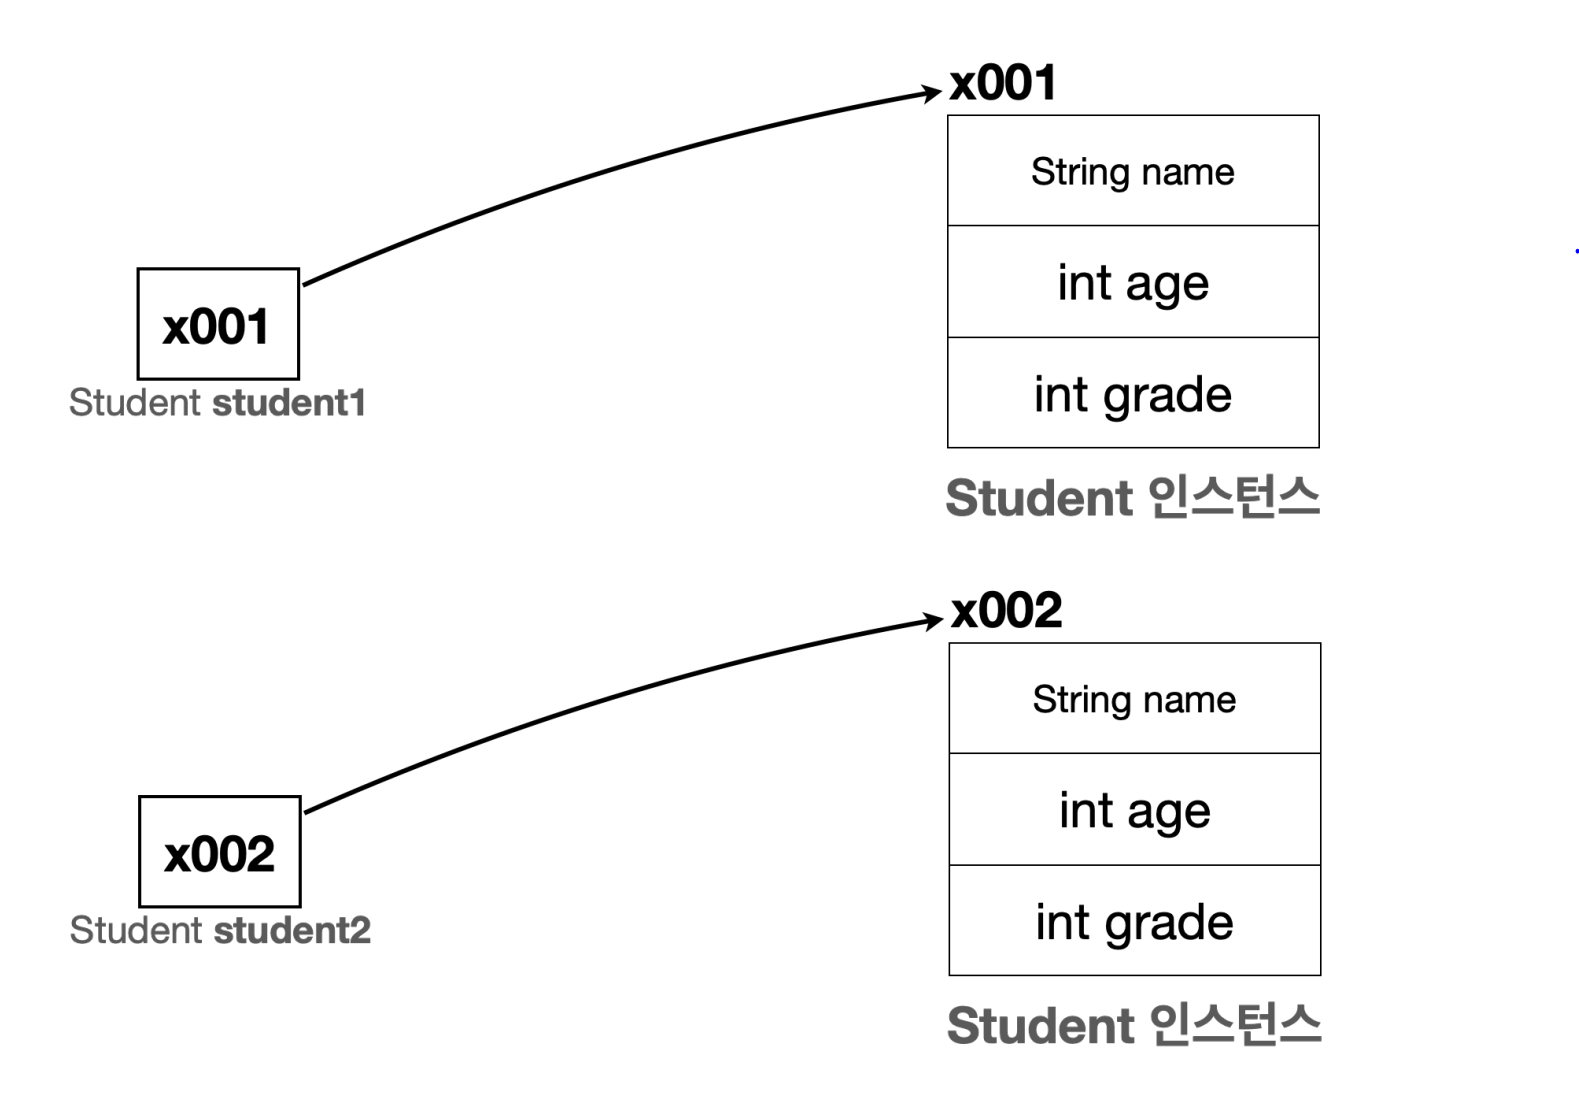 x001
String name
int age
x001
int grade
Student student1
Student 인스턴스
x002
String name
int age
x002
int grade
Student student2
Student 인스턴스